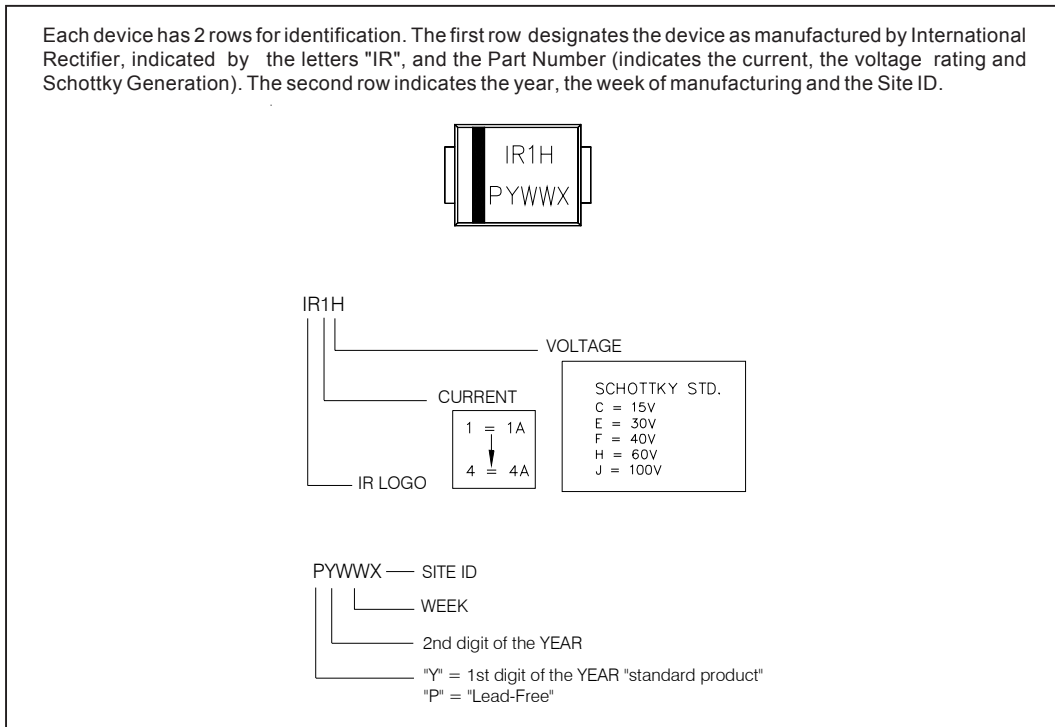 Each device has 2 rows for identification. The first row designates the device as manufactured by International
Rectifier, indicated by the letters "IR", and the Part Number (indicates the current, the voltage rating and
Schottky Generation). The second row indicates the year, the week of manufacturing and the Site ID.
IR1H
PYWWX
IR1H
VOLTAGE
SCHOTTKY STD.
C = 15V
E = 30V
F = 40V
H = 60V
J = 100V
CURRENT
1 = 1A
4 = 4A
IR LOGO
PYWWX
SITE ID
WEEK
2nd digit of the YEAR
"Y" = 1st digit of the YEAR "standard product"
"P" = "Lead-Free"